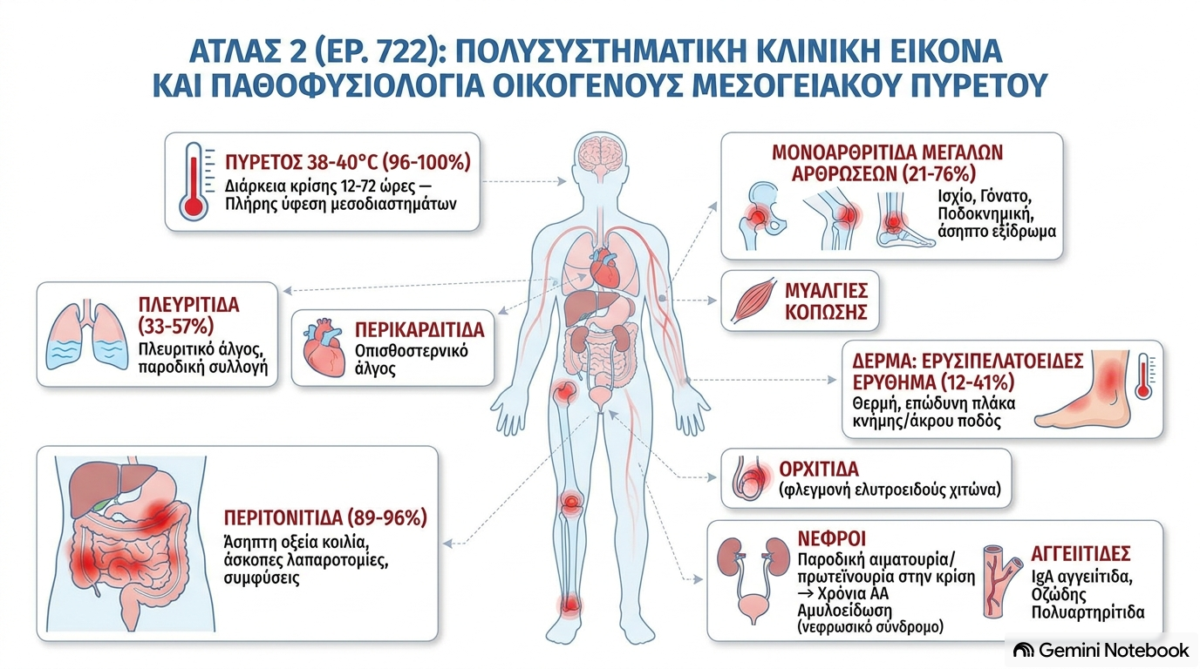 ΑΤΛΑΣ 2 (ΕΡ. 722): ΠΟΛΥΣΥΣΤΗΜΑΤΙΚΗ ΚΛΙΝΙΚΗ ΕΙΚΟΝΑ
ΚΑΙ ΠΑΘΟΦΥΣΙΟΛΟΓΙΑ ΟΙΚΟΓΕΝΟΥΣ ΜΕΣΟΓΕΙΑΚΟΥ ΠΥΡΕΤΟΥ
ΠΥΡΕΤΟΣ 38-40°C (96-100%)
Διάρκεια κρίσης 12-72 ώρες —
Πλήρης ύφεση μεσοδιαστημάτων
ΜΟΝΟΑΡΘΡΙΤΙΔΑ ΜΕΓΑΛΩΝ
ΑΡΘΡΩΣΕΩΝ (21-76%)
Ισχίο, Γόνατο,
Ποδοκνημική,
άσηπτο εξίδρωμα
ΠΛΕΥΡΙΤΙΔΑ
(33-57%)
Πλευριτικό άλγος,
παροδική συλλογή
ΠΕΡΙΚΑΡΔΙΤΙΔΑ
Οπισθοστερνικό
άλγος
ΜΥΑΛΓΙΕΣ
ΚΟΠΩΣΗΣ
ΔΕΡΜΑ: ΕΡΥΣΙΠΕΛΑΤΟΕΙΔΕΣ
ΕΡΥΘΗΜΑ (12-41%)
Θερμή, επώδυνη πλάκα
κνήμης/άκρου ποδός
ΠΕΡΙΤΟΝΙΤΙΔΑ (89-96%)
Άσηπτη οξεία κοιλία,
άσκοπες λαπαροτομίες,
συμφύσεις
ΟΡΧΙΤΙΔΑ
(φλεγμονή ελυτροειδούς χιτώνα)
ΝΕΦΡΟΙ
Παροδική αιματουρία/
πρωτεϊνουρία στην κρίση
→ Χρόνια ΑΑ
Αμυλοείδωση
(νεφρωσικό σύνδρομο)
ΑΓΓΕΙΙΤΙΔΕΣ
IgA αγγειίτιδα,
Οζώδης
Πολυαρτηρίτιδα
Gemini Notebook